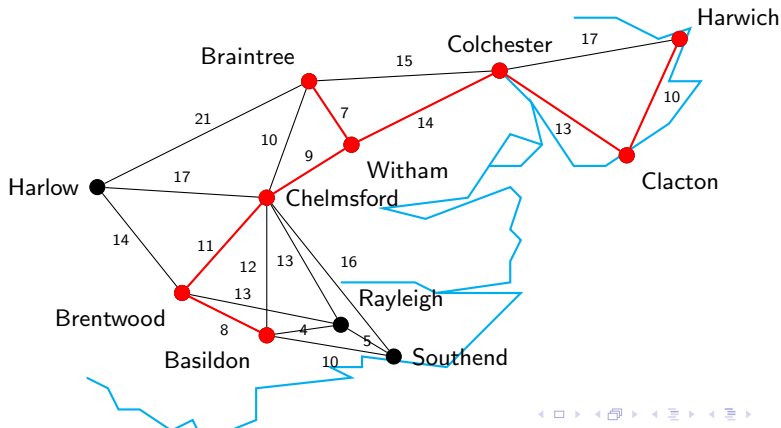 Harwich
Colchester
17
Braintree
15
10
7
14
21
10
13
9
Witham
17
Clacton
Harlow
Chelmsford
14
11
12
13
16
13
Rayleigh
Brentwood
8
4
5
Basildon
10
Southend